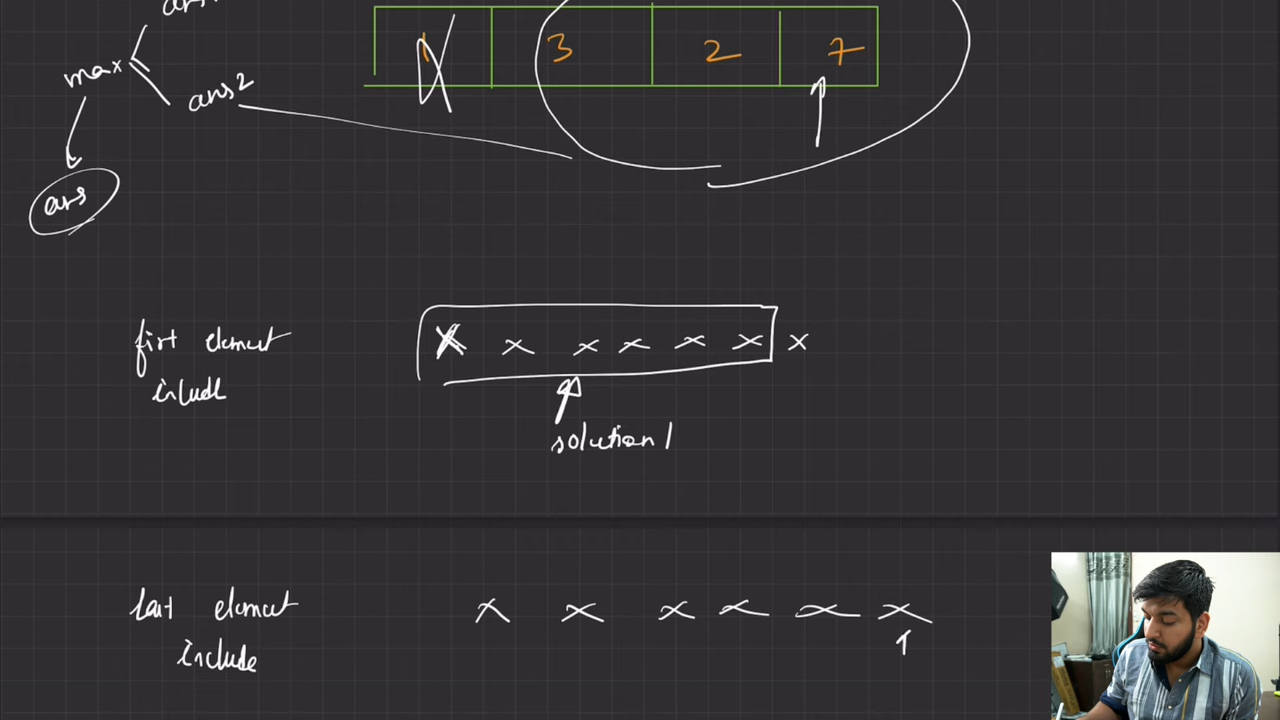 1 3 2 7
max
ans2
ans
first element
include
x x x x x x x
solution 1
last element
include
x x x x x x